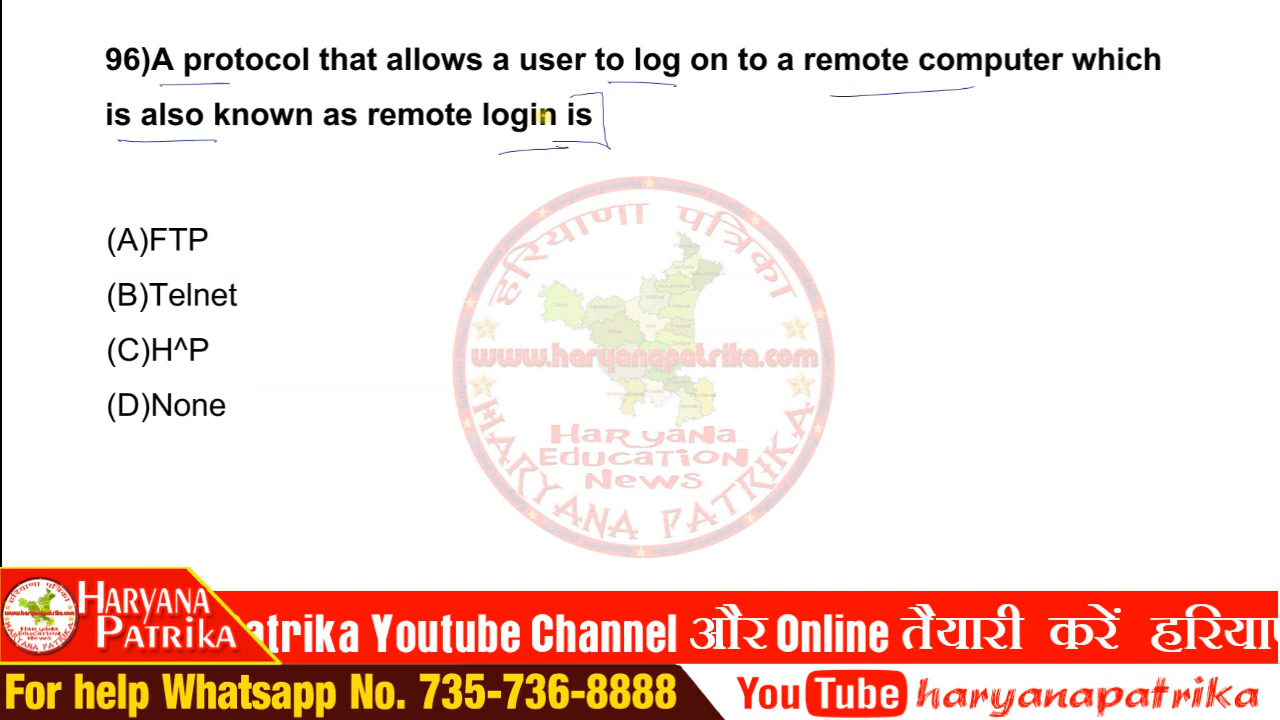 96)A protocol that allows a user to log on to a remote computer which
is also known as remote login is
(A)FTP
(B)Telnet
(C)H^P
(D)None
हरियाणा पत्रिका
www.haryanapatrika.com
Haryana
Education
News
HARYANA PATRIKA
HARYANA
PATRIKA
atrika Youtube Channel और Online तैयारी करें हरिया
For help Whatsapp No. 735-736-8888
YouTube haryanapatrika